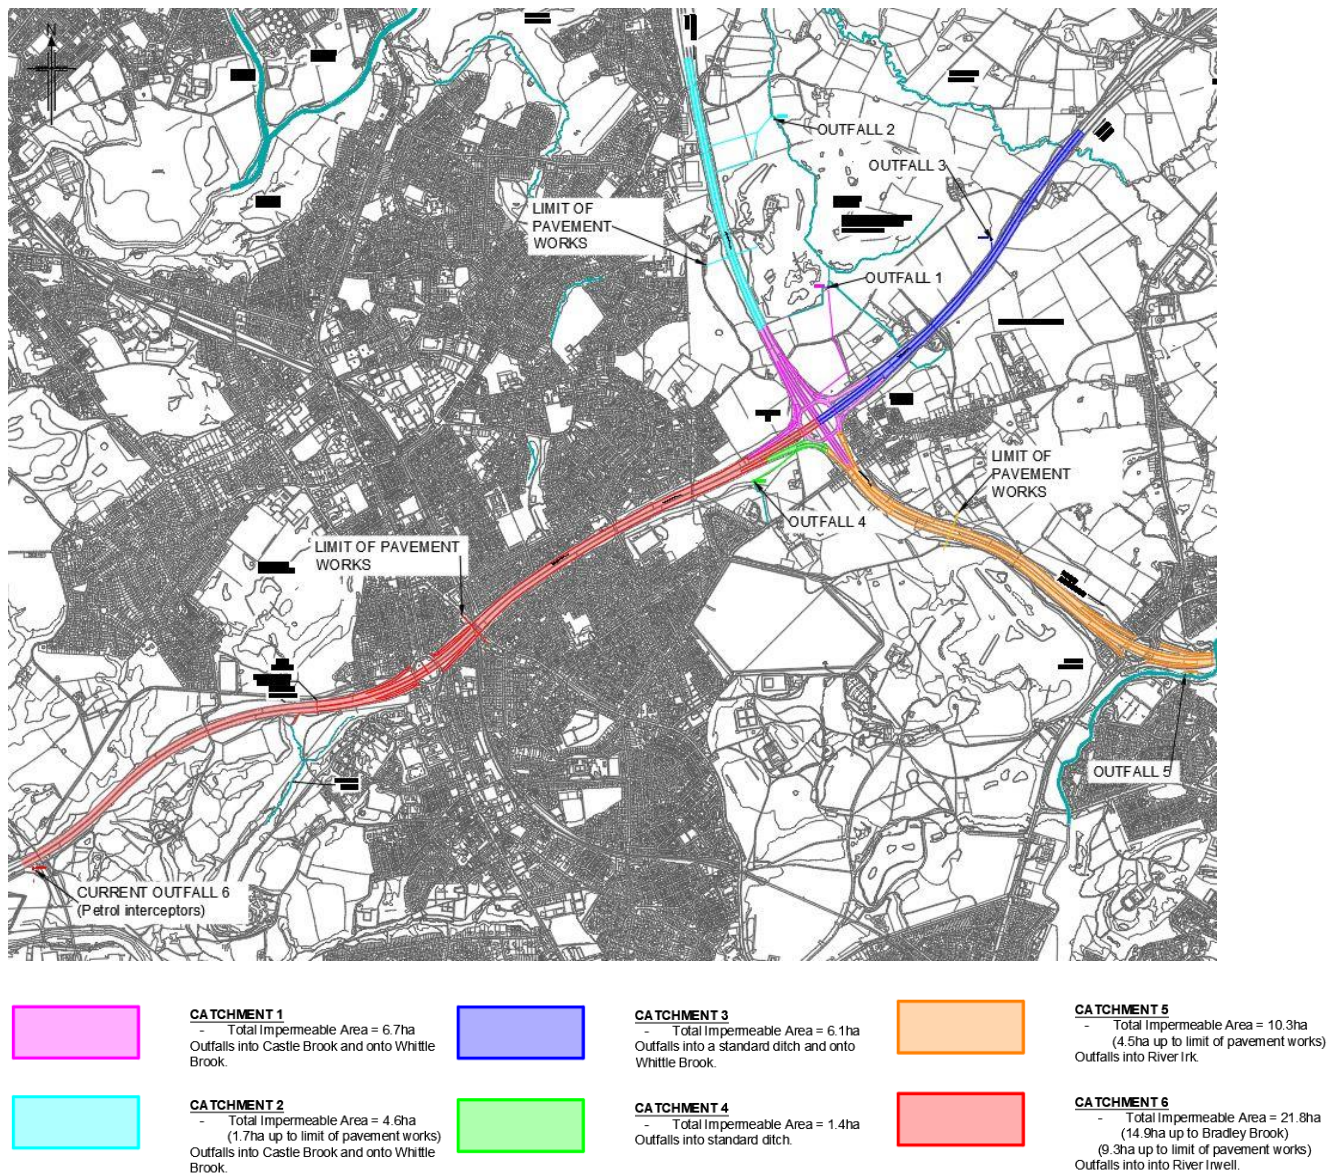 N
OUTFALL 2
OUTFALL 3
LIMIT OF
PAVEMENT
WORKS
OUTFALL 1
LIMIT OF
PAVEMENT
WORKS
OUTFALL 4
LIMIT OF PAVEMENT
WORKS
OUTFALL 5
CURRENT OUTFALL 6
(Petrol interceptors)
CATCHMENT 1
- Total Impermeable Area = 6.7ha
Outfalls into Castle Brook and onto Whittle
Brook.
CATCHMENT 2
- Total Impermeable Area = 4.6ha
(1.7ha up to limit of pavement works)
Outfalls into Castle Brook and onto Whittle
Brook.
CATCHMENT 3
- Total Impermeable Area = 6.1ha
Outfalls into a standard ditch and onto
Whittle Brook.
CATCHMENT 4
- Total Impermeable Area = 1.4ha
Outfalls into standard ditch.
CATCHMENT 5
- Total Impermeable Area = 10.3ha
(4.5ha up to limit of pavement works)
Outfalls into River Irk.
CATCHMENT 6
- Total Impermeable Area = 21.8ha
(14.9ha up to Bradley Brook)
(9.3ha up to limit of pavement works)
Outfalls into into River Irwell.